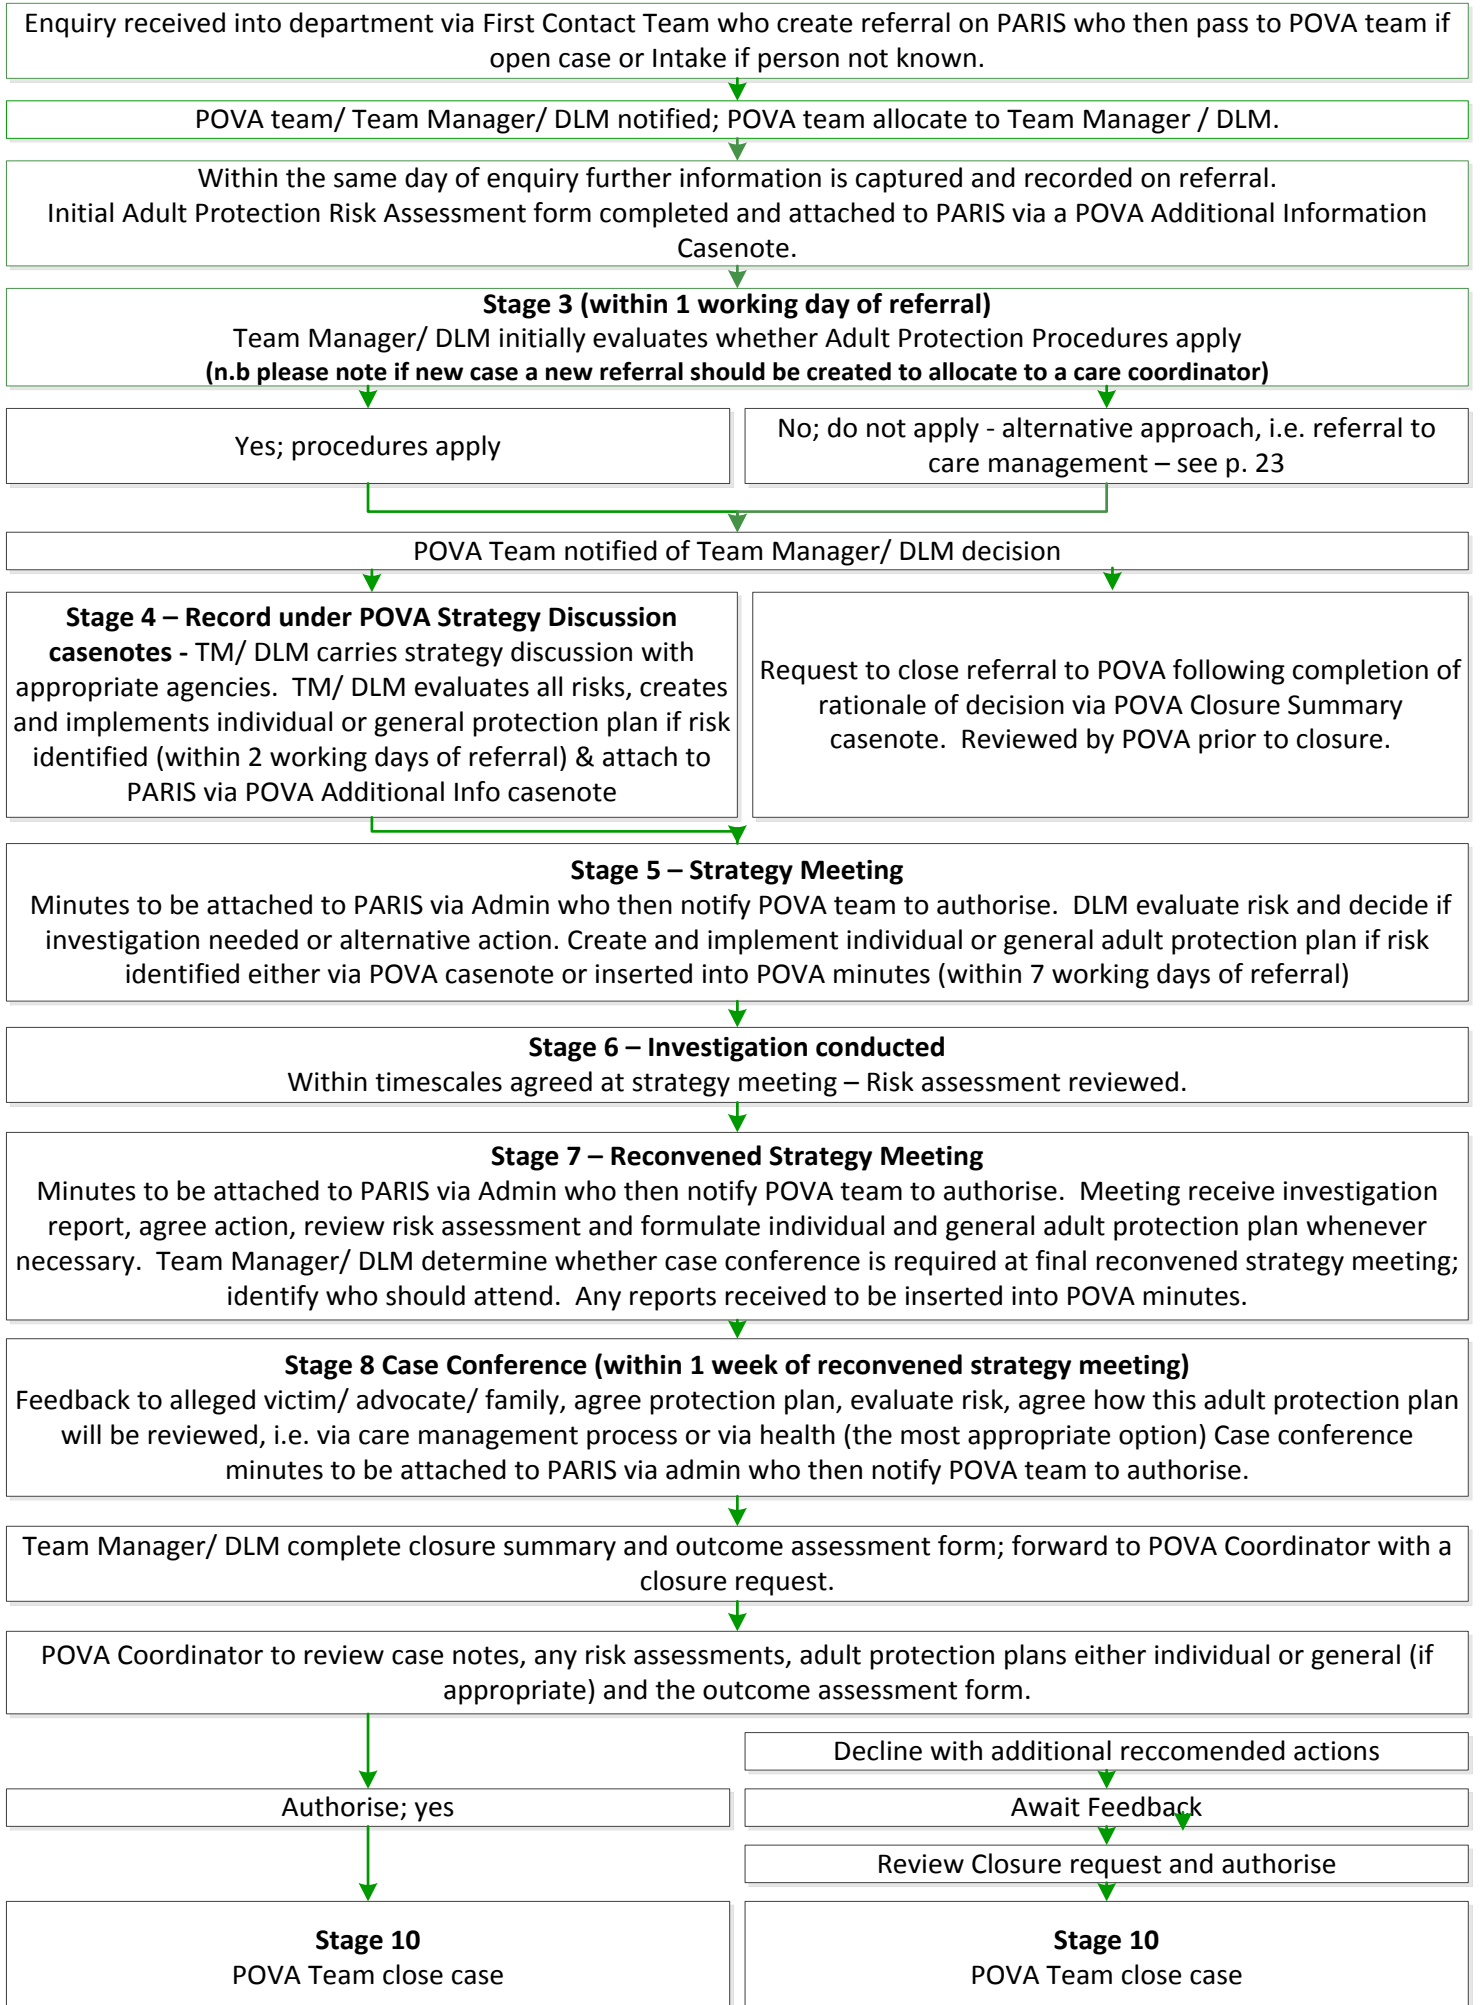 Enquiry received into department via First Contact Team who create referral on PARIS who then pass to POVA team if
open case or Intake if person not known.
POVA team/ Team Manager/ DLM notified; POVA team allocate to Team Manager / DLM.
Within the same day of enquiry further information is captured and recorded on referral.
Initial Adult Protection Risk Assessment form completed and attached to PARIS via a POVA Additional Information
Casenote.
Stage 3 (within 1 working day of referral)
Team Manager/ DLM initially evaluates whether Adult Protection Procedures apply
(n.b please note if new case a new referral should be created to allocate to a care coordinator)
Yes; procedures apply
No; do not apply - alternative approach, i.e. referral to
care management – see p. 23
POVA Team notified of Team Manager/ DLM decision
Stage 4 – Record under POVA Strategy Discussion
casenotes - TM/ DLM carries strategy discussion with
appropriate agencies.  TM/ DLM evaluates all risks, creates
and implements individual or general protection plan if risk
identified (within 2 working days of referral) & attach to
PARIS via POVA Additional Info casenote
Request to close referral to POVA following completion of
rationale of decision via POVA Closure Summary
casenote.  Reviewed by POVA prior to closure.
Stage 5 – Strategy Meeting
Minutes to be attached to PARIS via Admin who then notify POVA team to authorise.  DLM evaluate risk and decide if
investigation needed or alternative action. Create and implement individual or general adult protection plan if risk
identified either via POVA casenote or inserted into POVA minutes (within 7 working days of referral)
Stage 6 – Investigation conducted
Within timescales agreed at strategy meeting – Risk assessment reviewed.
Stage 7 – Reconvened Strategy Meeting
Minutes to be attached to PARIS via Admin who then notify POVA team to authorise.  Meeting receive investigation
report, agree action, review risk assessment and formulate individual and general adult protection plan whenever
necessary.  Team Manager/ DLM determine whether case conference is required at final reconvened strategy meeting;
identify who should attend.  Any reports received to be inserted into POVA minutes.
Stage 8 Case Conference (within 1 week of reconvened strategy meeting)
Feedback to alleged victim/ advocate/ family, agree protection plan, evaluate risk, agree how this adult protection plan
will be reviewed, i.e. via care management process or via health (the most appropriate option) Case conference
minutes to be attached to PARIS via admin who then notify POVA team to authorise.
Team Manager/ DLM complete closure summary and outcome assessment form; forward to POVA Coordinator with a
closure request.
POVA Coordinator to review case notes, any risk assessments, adult protection plans either individual or general (if
appropriate) and the outcome assessment form.
Decline with additional reccomended actions
Authorise; yes
Await Feedback
Review Closure request and authorise
Stage 10
POVA Team close case
Stage 10
POVA Team close case